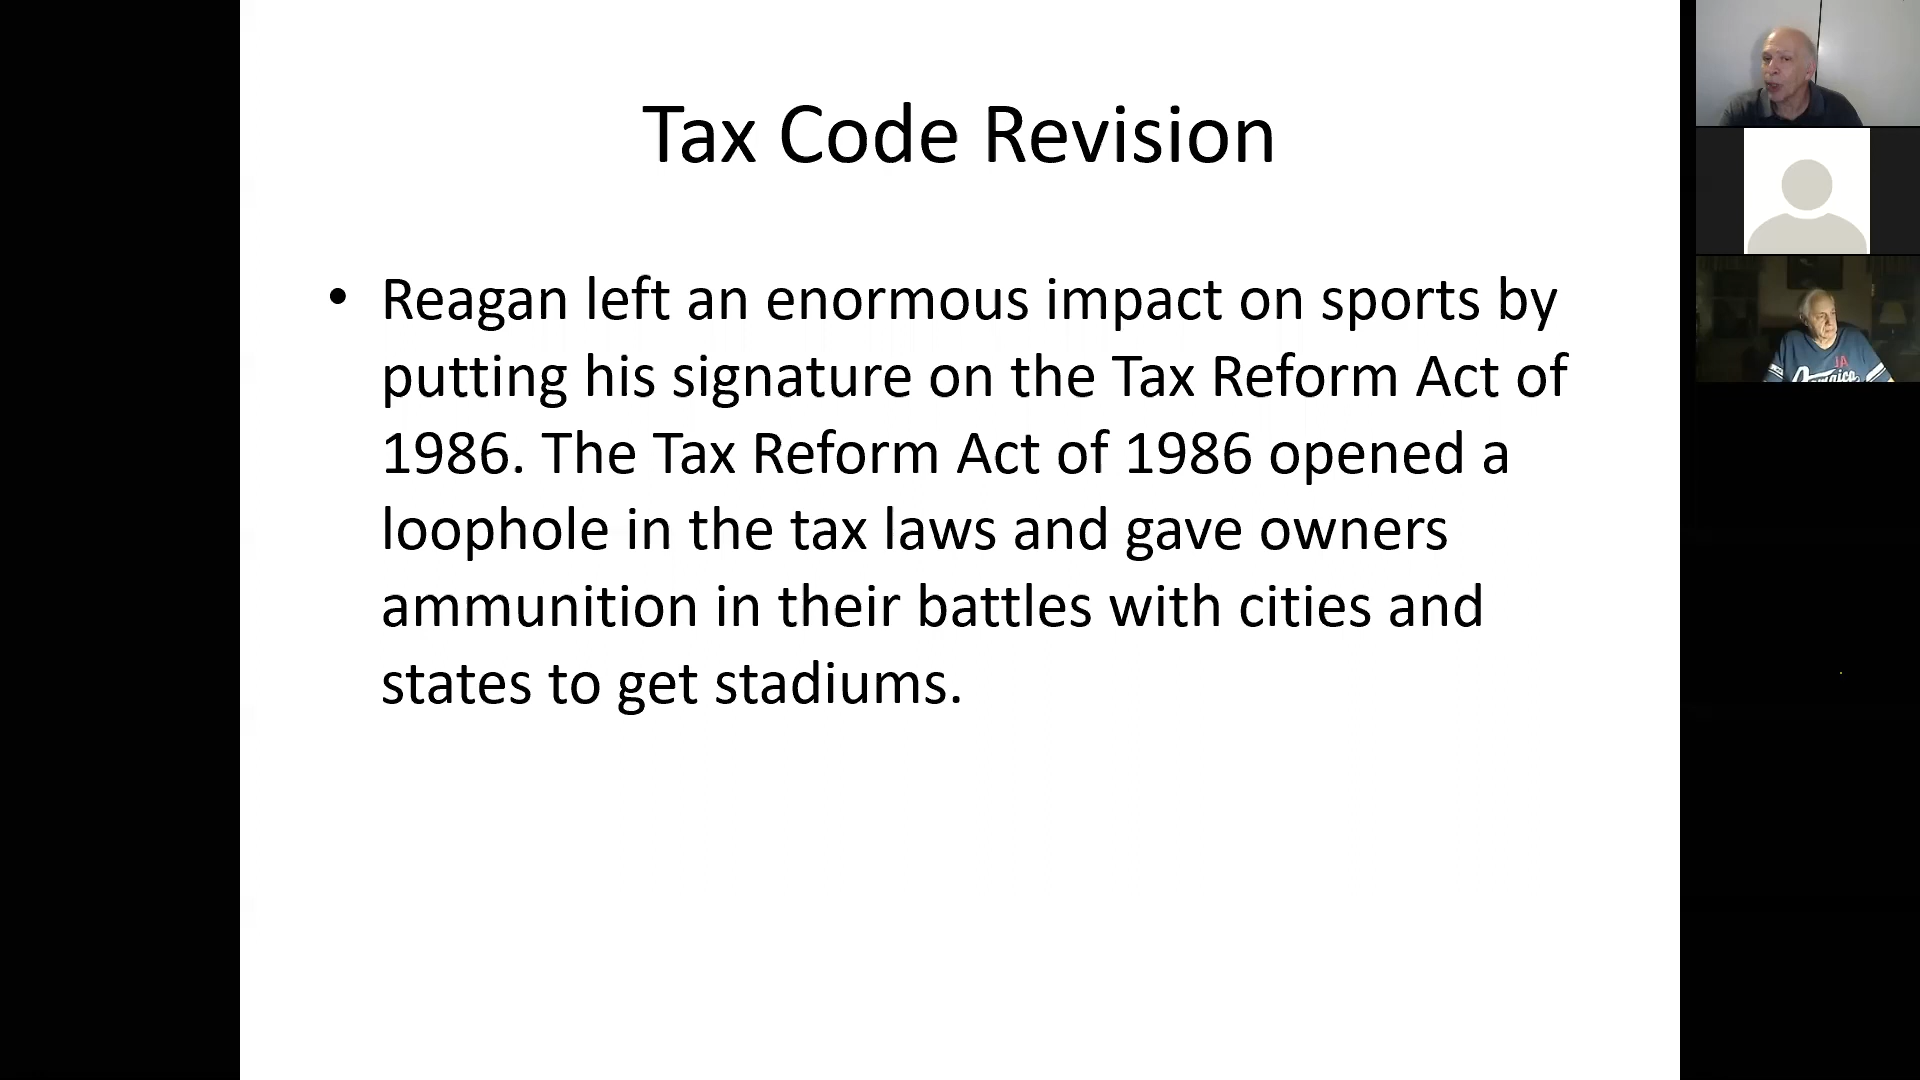 Tax Code Revision
• Reagan left an enormous impact on sports by
putting his signature on the Tax Reform Act of
1986. The Tax Reform Act of 1986 opened a
loophole in the tax laws and gave owners
ammunition in their battles with cities and
states to get stadiums.
JA
Jamaica